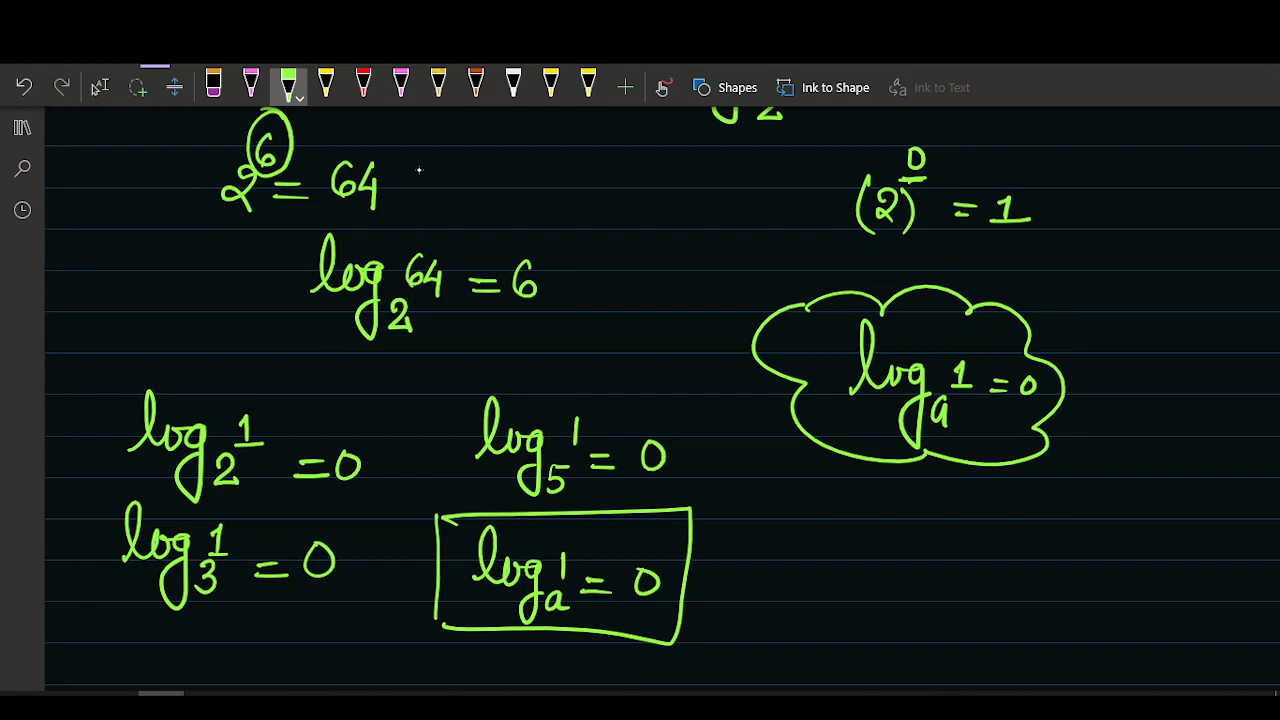 Shapes Ink to Shape Ink to Text
2^6 = 64
(2)^0 = 1
log_2 64 = 6
log_a 1 = 0
log_2 1 = 0
log_5 1 = 0
log_3 1 = 0
log_a 1 = 0